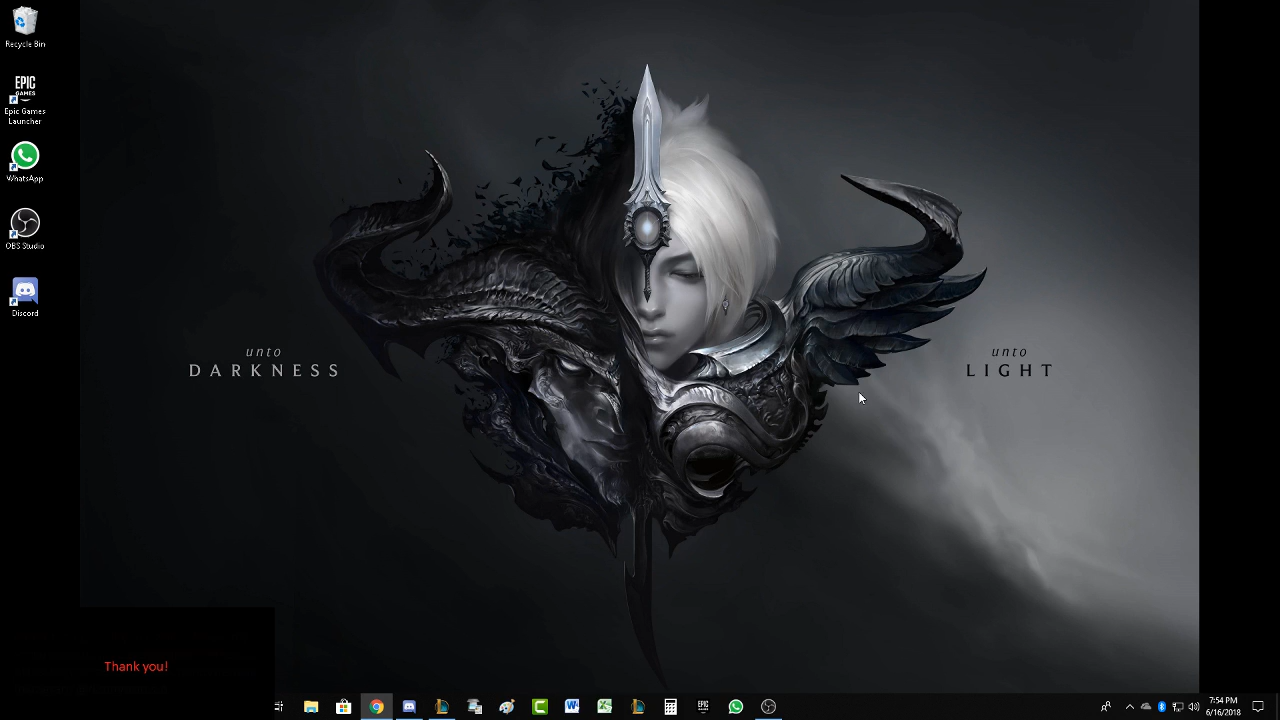 Recycle Bin
EPIC
GAMES
Epic Games
Launcher
WhatsApp
OBS Studio
Discord
unto
DARKNESS
unto
LIGHT
Thank you!
EPIC
7:54 PM
6/16/2018